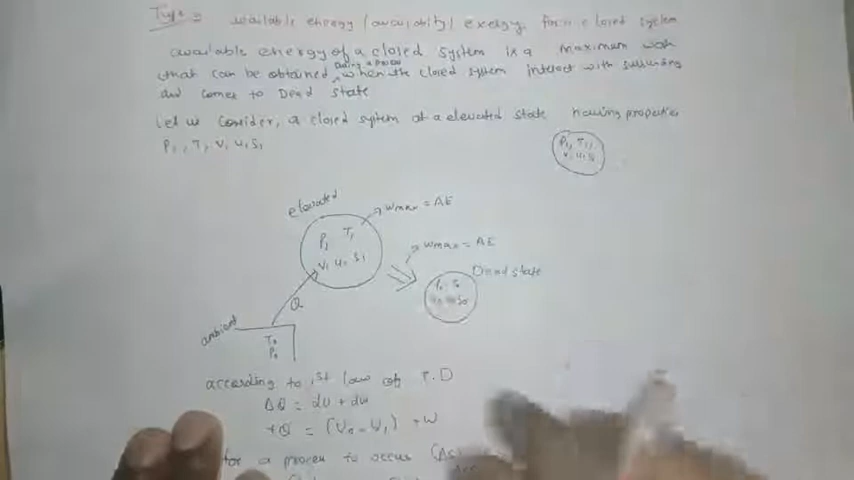 Type: available energy (availability) exergy for a closed system
available energy of a closed system is a maximum work
that can be obtained during a process when the closed system interact with surrounding
and comes to Dead state
Let us consider, a closed system at a elevated state having properties
P₁, T₁ V₁ U₁ S₁
P₁, T₁,
V₁ U₁ S₁
elevated
Wmax = AE
P₁ T₁
V₁ U₁ S₁
Wmax = AE
Dead state
Q
ambient
T₀
P₀
according to 1st law of T.D
ΔQ = dU + dW
+Q = (U₀ - U₁) + W
for a process to occur (ΔS)